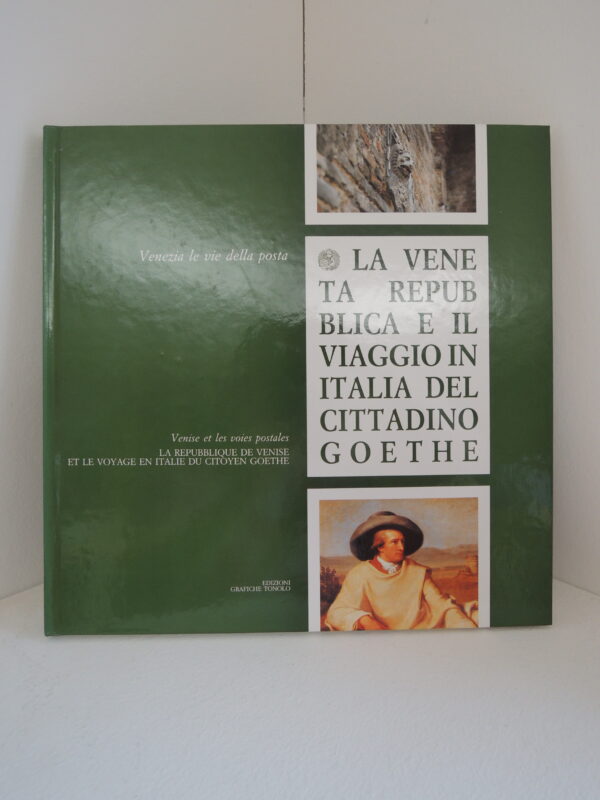 Venezia le vie della posta
LA VENE
TA REPUB
BLICA E IL
VIAGGIO IN
ITALIA DEL
CITTADINO
GOETHE
Venise et les voies postales
LA REPUBBLIQUE DE VENISE
ET LE VOYAGE EN ITALIE DU CITOYEN GOETHE
EDIZIONI
GRAFICHE TONOLO